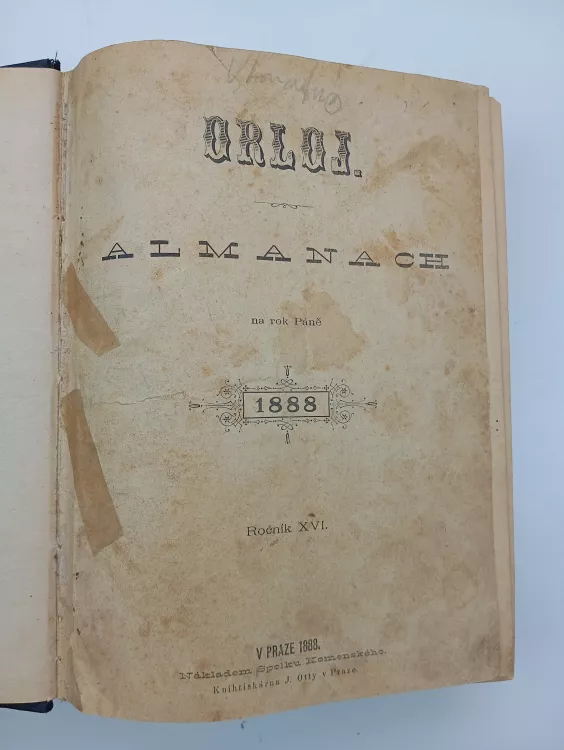 ORLOJ.
ALMANACH
na rok Páně
1888
Ročník XVI.
V PRAZE 1888.
Nákladem Spolku Komenského.
Knihtiskárna J. Otty v Praze.